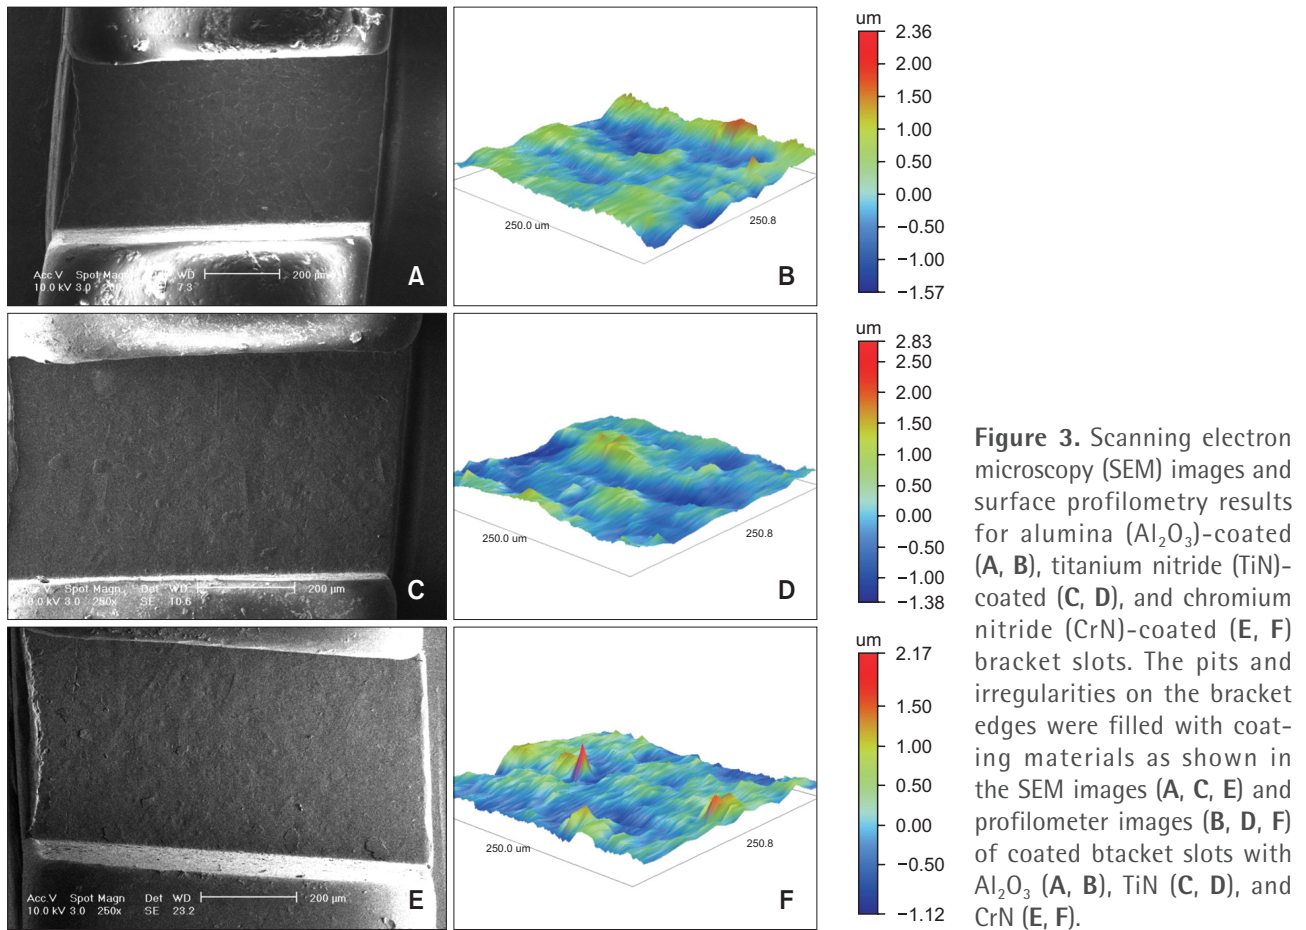 Acc.V Spot Magn WD 200 µm
10.0 kV 3.0 SE 7.3
A
250.0 um
250.8
B
um
2.36
2.00
1.50
1.00
0.50
0.00
−0.50
−1.00
−1.57
Acc.V Spot Magn Det WD 200 µm
10.0 kV 3.0 250x SE 10.6
C
250.0um
250.8
D
um
2.83
2.50
2.00
1.50
1.00
0.50
0.00
−0.50
−1.00
−1.38
Acc.V Spot Magn Det WD 200 µm
10.0 kV 3.0 250x SE 23.2
E
250.0um
250.8
F
um
2.17
1.50
1.00
0.50
0.00
−0.50
−1.12
Figure 3. Scanning electron
microscopy (SEM) images and
surface profilometry results
for alumina (Al₂O₃)-coated
(A, B), titanium nitride (TiN)-
coated (C, D), and chromium
nitride (CrN)-coated (E, F)
bracket slots. The pits and
irregularities on the bracket
edges were filled with coat-
ing materials as shown in
the SEM images (A, C, E) and
profilometer images (B, D, F)
of coated btacket slots with
Al₂O₃ (A, B), TiN (C, D), and
CrN (E, F).